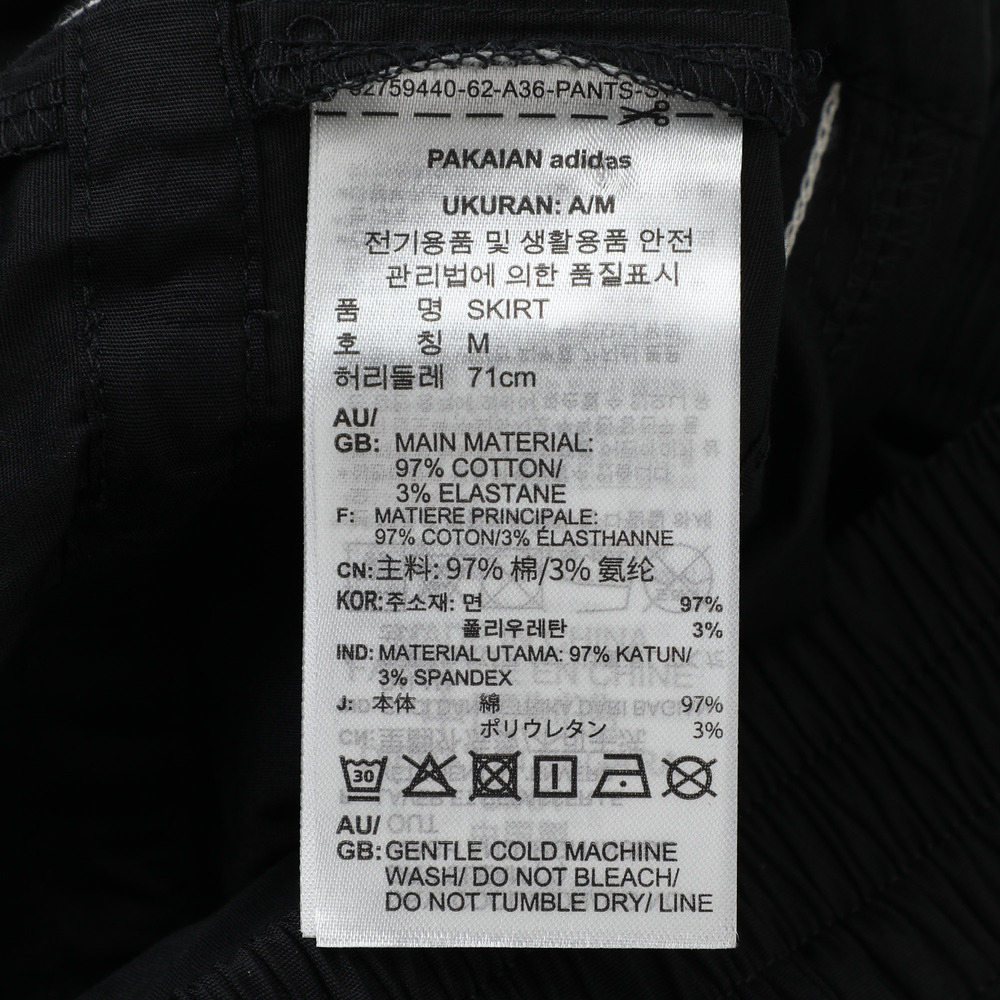 PAKAIAN adidas
UKURAN: A/M
전기용품 및 생활용품 안전
관리법에 의한 품질표시
품 명 SKIRT
호 칭 M
허리둘레 71cm
AU/
GB: MAIN MATERIAL:
97% COTTON/
3% ELASTANE
F: MATIERE PRINCIPALE:
97% COTON/3% ÉLASTHANNE
CN: 主料: 97% 棉/3% 氨纶
KOR: 주소재: 면 97%
폴리우레탄 3%
IND: MATERIAL UTAMA: 97% KATUN/
3% SPANDEX
J: 本体 綿 97%
ポリウレタン 3%
30
AU/
GB: GENTLE COLD MACHINE
WASH/ DO NOT BLEACH/
DO NOT TUMBLE DRY/ LINE